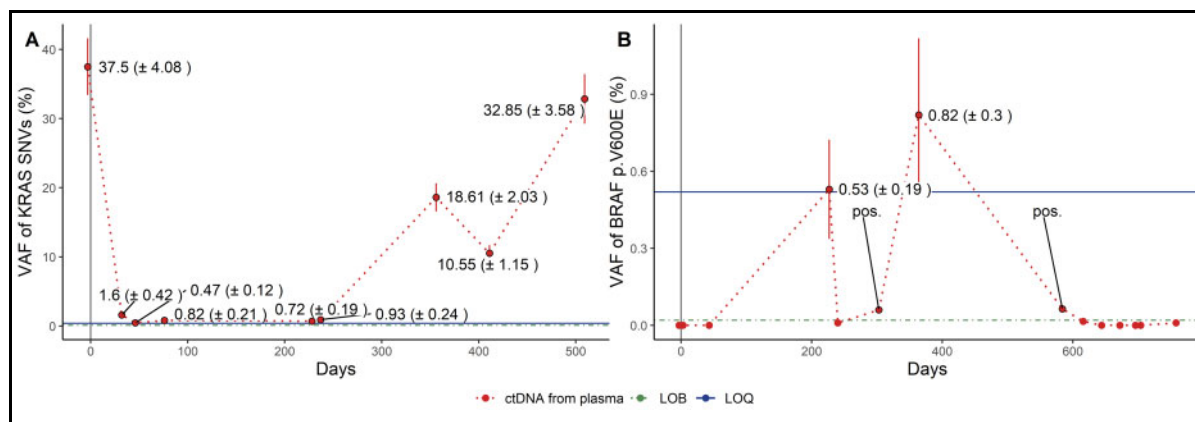 A
VAF of KRAS SNVs (%)
40
30
20
10
0
37.5 (± 4.08 )
1.6 (± 0.42 )
0.47 (± 0.12 )
0.82 (± 0.21 )
0.72 (± 0.19 )
0.93 (± 0.24 )
18.61 (± 2.03 )
10.55 (± 1.15 )
32.85 (± 3.58 )
0 100 200 300 400 500
Days
B
VAF of BRAF p.V600E (%)
0.9
0.6
0.3
0.0
0.82 (± 0.3 )
0.53 (± 0.19 )
pos.
pos.
0 200 400 600
Days
ctDNA from plasma LOB LOQ